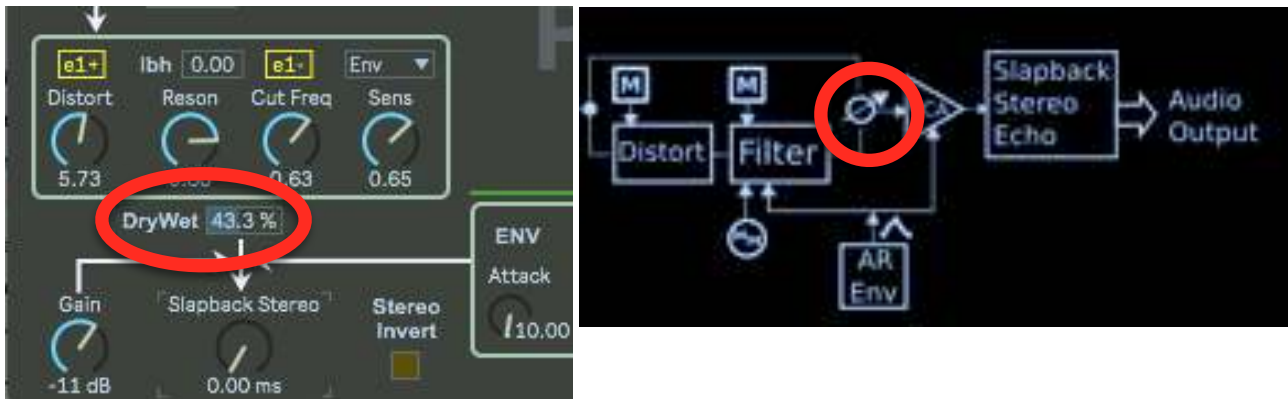 e1+ lbh 0.00 e1- Env
Distort Reson Cut Freq Sens
5.73 0.63 0.65
DryWet 43.3 %
ENV
Attack
10.00
Gain Slapback Stereo Stereo
Invert
-11 dB 0.00 ms
M M
Distort Filter
Slapback
Stereo
Echo
Audio
Output
AR
Env